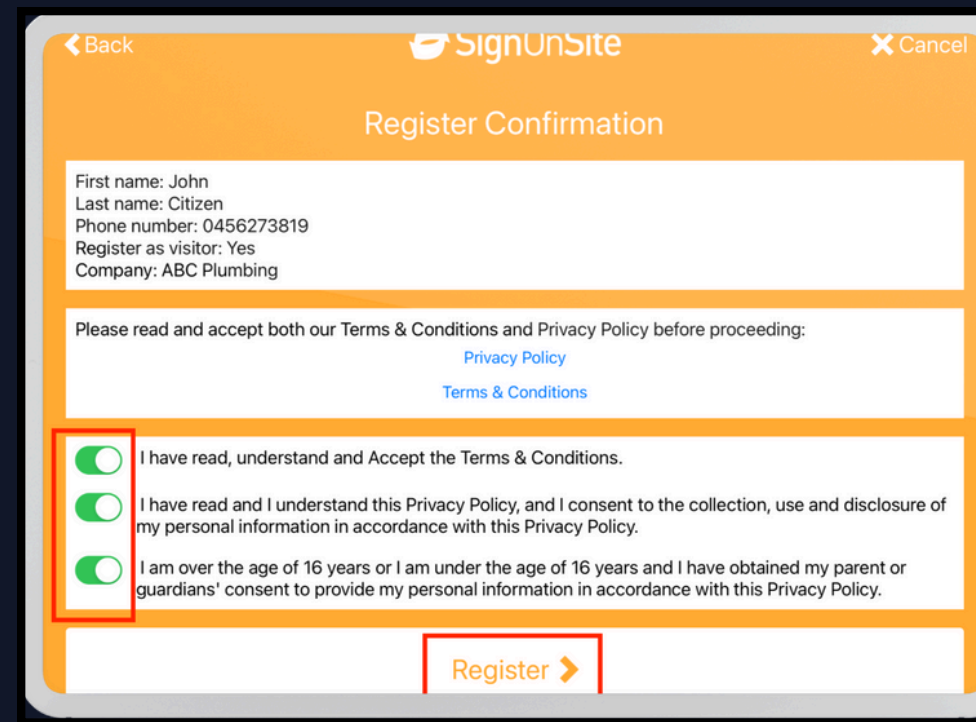 Back
SignOnSite
Cancel
Register Confirmation
First name: John
Last name: Citizen
Phone number: 0456273819
Register as visitor: Yes
Company: ABC Plumbing
Please read and accept both our Terms & Conditions and Privacy Policy before proceeding:
Privacy Policy
Terms & Conditions
I have read, understand and Accept the Terms & Conditions.
I have read and I understand this Privacy Policy, and I consent to the collection, use and disclosure of
my personal information in accordance with this Privacy Policy.
I am over the age of 16 years or I am under the age of 16 years and I have obtained my parent or
guardians' consent to provide my personal information in accordance with this Privacy Policy.
Register